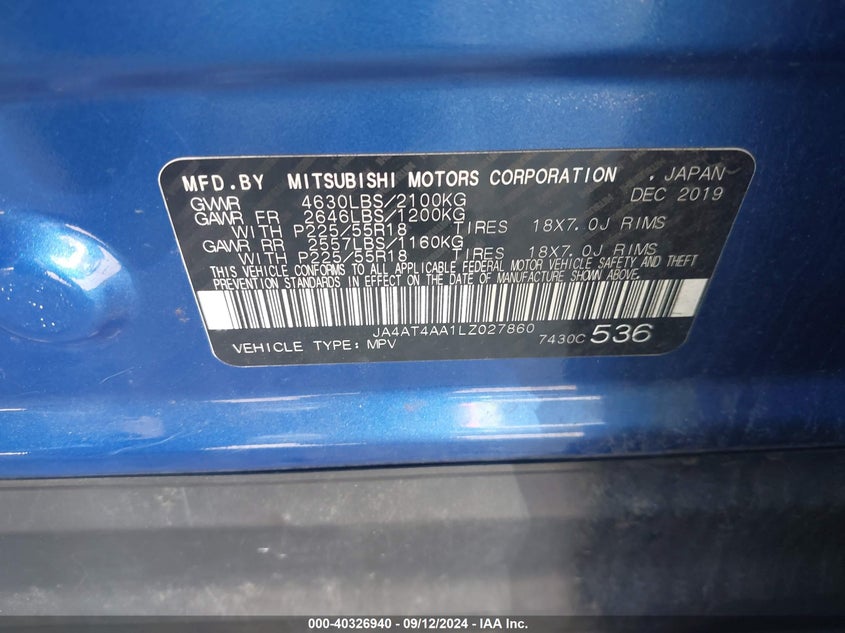 MFD.BY MITSUBISHI MOTORS CORPORATION . JAPAN
DEC 2019
GVWR 4630LBS/2100KG
GAWR FR 2646LBS/1200KG
WITH P225/55R18 TIRES 18X7.0J RIMS
GAWR RR 2557LBS/1160KG
WITH P225/55R18 TIRES 18X7.0J RIMS
THIS VEHICLE CONFORMS TO ALL APPLICABLE FEDERAL MOTOR VEHICLE SAFETY AND THEFT
PREVENTION STANDARDS IN EFFECT ON THE DATE OF MANUFACTURE SHOWN ABOVE.
JA4AT4AA1LZ027860
VEHICLE TYPE: MPV 7430C 536
000-40326940 - 09/12/2024 - IAA Inc.